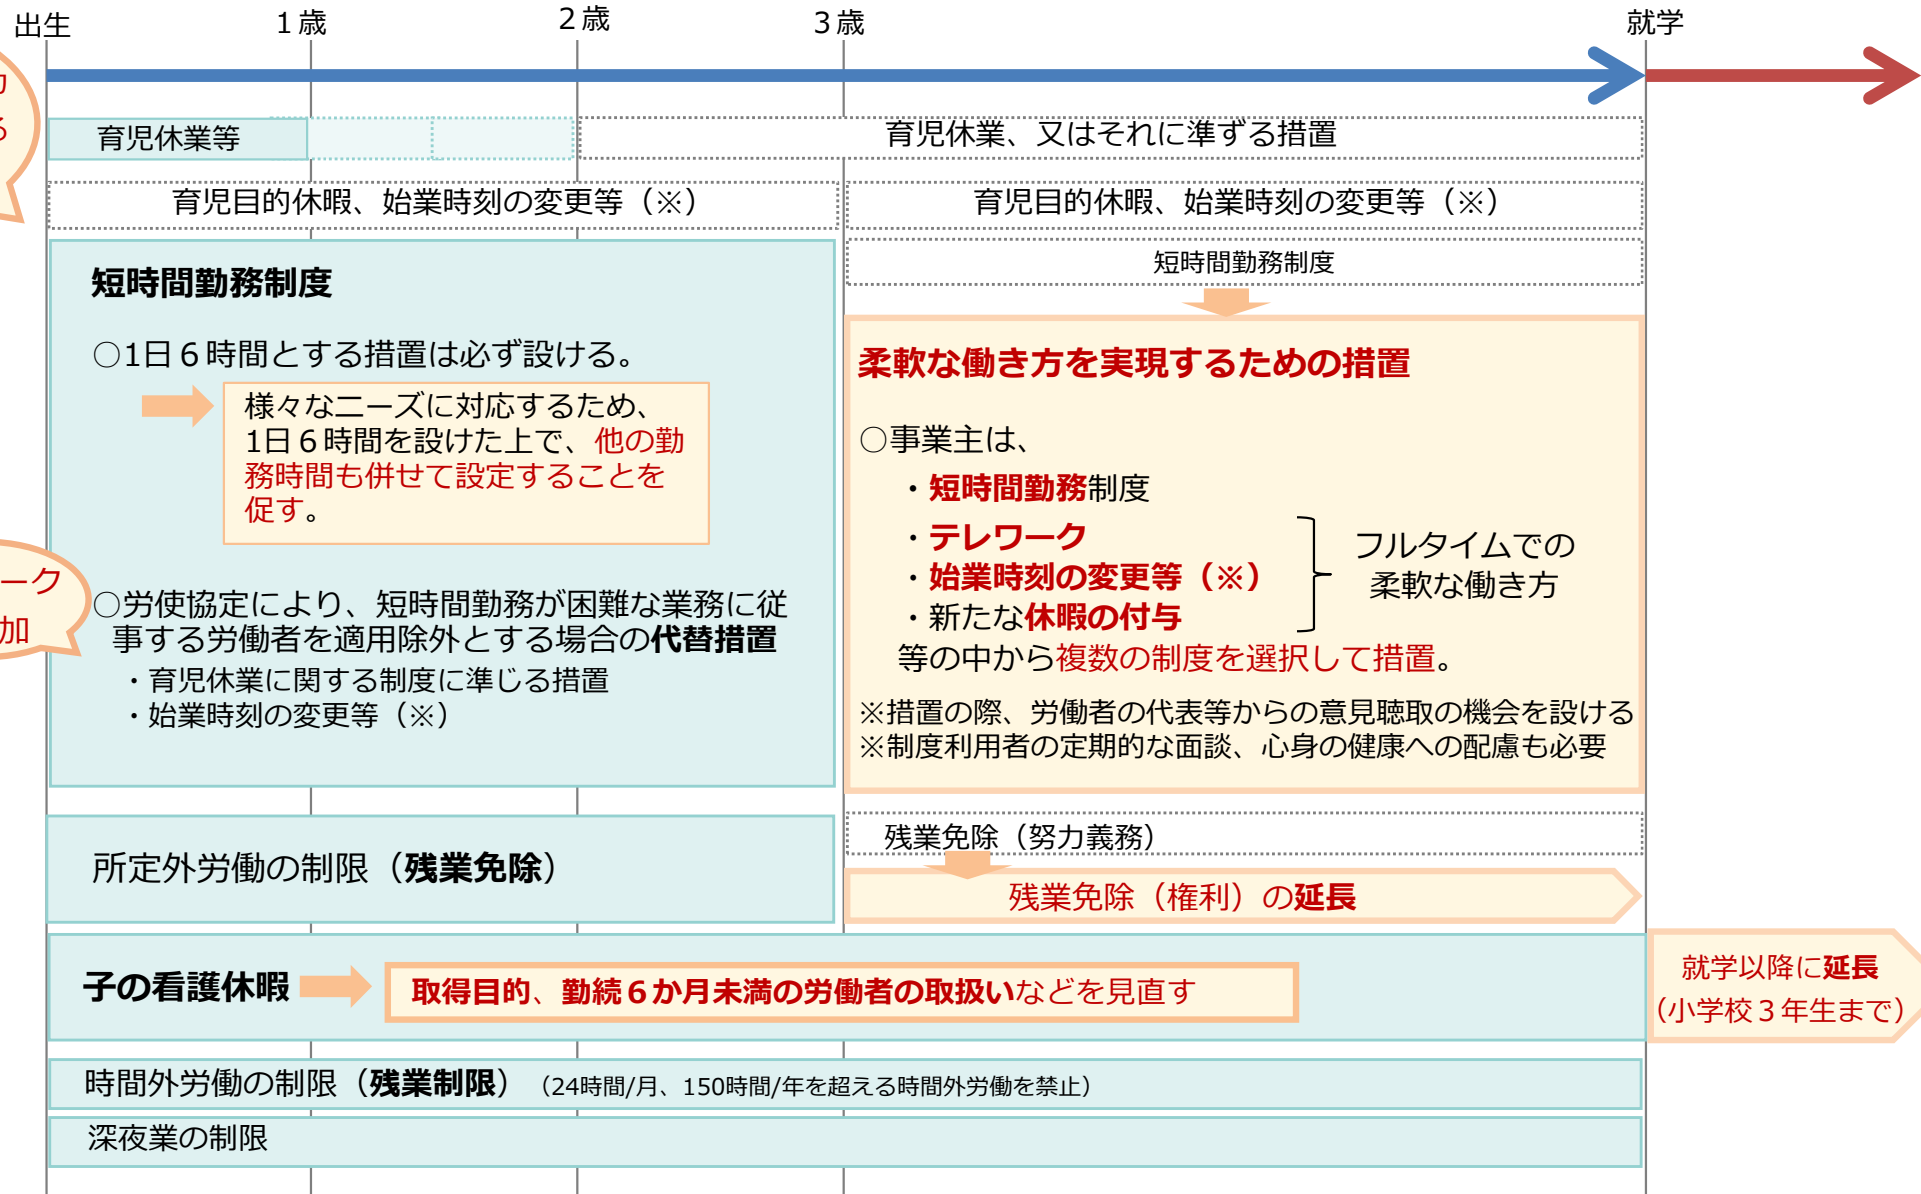 出生
1歳
2歳
3歳
就学
る
育児休業等
育児休業、又はそれに準ずる措置
育児目的休暇、始業時刻の変更等（※）
育児目的休暇、始業時刻の変更等（※）
短時間勤務制度
○1日６時間とする措置は必ず設ける。
様々なニーズに対応するため、
1日６時間を設けた上で、他の勤
務時間も併せて設定することを
促す。
ーク
加
○労使協定により、短時間勤務が困難な業務に従
事する労働者を適用除外とする場合の代替措置
・育児休業に関する制度に準じる措置
・始業時刻の変更等（※）
短時間勤務制度
柔軟な働き方を実現するための措置
○事業主は、
・短時間勤務制度
・テレワーク
・始業時刻の変更等（※）
・新たな休暇の付与
フルタイムでの
柔軟な働き方
等の中から複数の制度を選択して措置。
※措置の際、労働者の代表等からの意見聴取の機会を設ける
※制度利用者の定期的な面談、心身の健康への配慮も必要
所定外労働の制限（残業免除）
残業免除（努力義務）
残業免除（権利）の延長
子の看護休暇
取得目的、勤続６か月未満の労働者の取扱いなどを見直す
就学以降に延長
（小学校３年生まで）
時間外労働の制限（残業制限）（24時間/月、150時間/年を超える時間外労働を禁止）
深夜業の制限